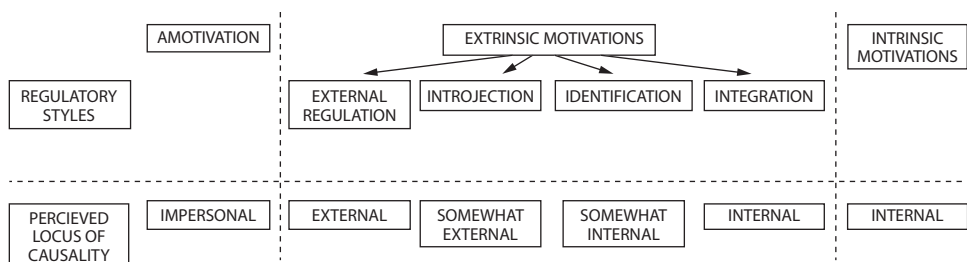 AMOTIVATION
EXTRINSIC MOTIVATIONS
INTRINSIC
MOTIVATIONS
REGULATORY
STYLES
EXTERNAL
REGULATION
INTROJECTION
IDENTIFICATION
INTEGRATION
PERCIEVED
LOCUS OF
CAUSALITY
IMPERSONAL
EXTERNAL
SOMEWHAT
EXTERNAL
SOMEWHAT
INTERNAL
INTERNAL
INTERNAL